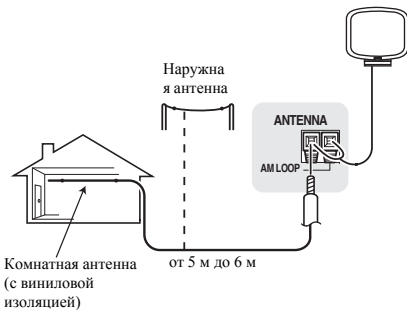 Наружна
я антенна
ANTENNA
AM LOOP
Комнатная антенна
(с виниловой
изоляцией)
от 5 м до 6 м